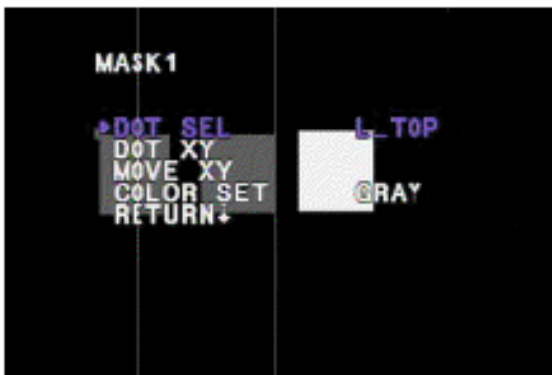 MASK1
▸DOT SEL L_TOP
DOT XY
MOVE XY
COLOR SET GRAY
RETURN↓